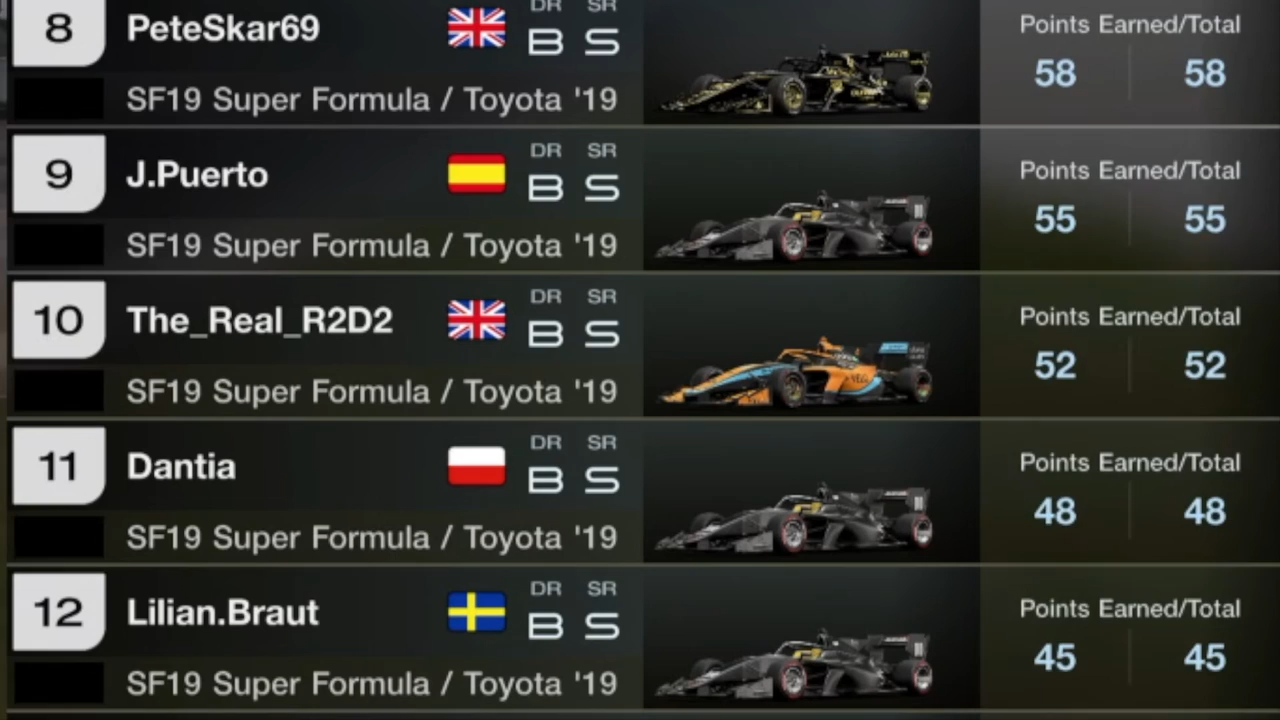 8 PeteSkar69 DR SR B S Points Earned/Total
58 58
SF19 Super Formula / Toyota '19
9 J.Puerto DR SR B S Points Earned/Total
55 55
SF19 Super Formula / Toyota '19
10 The_Real_R2D2 DR SR B S Points Earned/Total
52 52
SF19 Super Formula / Toyota '19
11 Dantia DR SR B S Points Earned/Total
48 48
SF19 Super Formula / Toyota '19
12 Lilian.Braut DR SR B S Points Earned/Total
45 45
SF19 Super Formula / Toyota '19